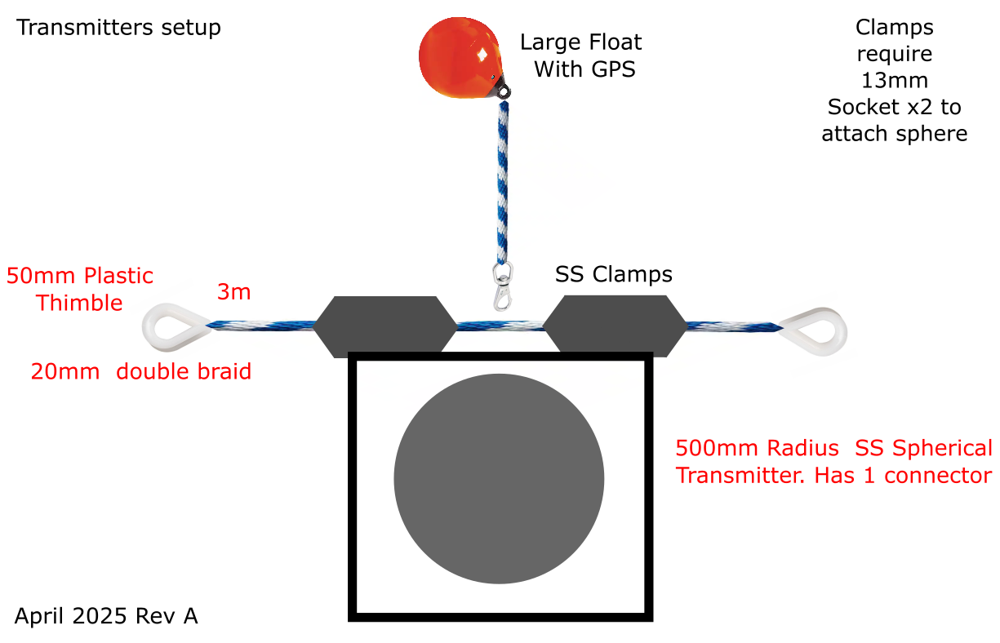 Transmitters setup
Large Float
With GPS
Clamps
require
13mm
Socket x2 to
attach sphere
SS Clamps
50mm Plastic
Thimble
3m
20mm  double braid
500mm Radius  SS Spherical
Transmitter. Has 1 connector
April 2025 Rev A